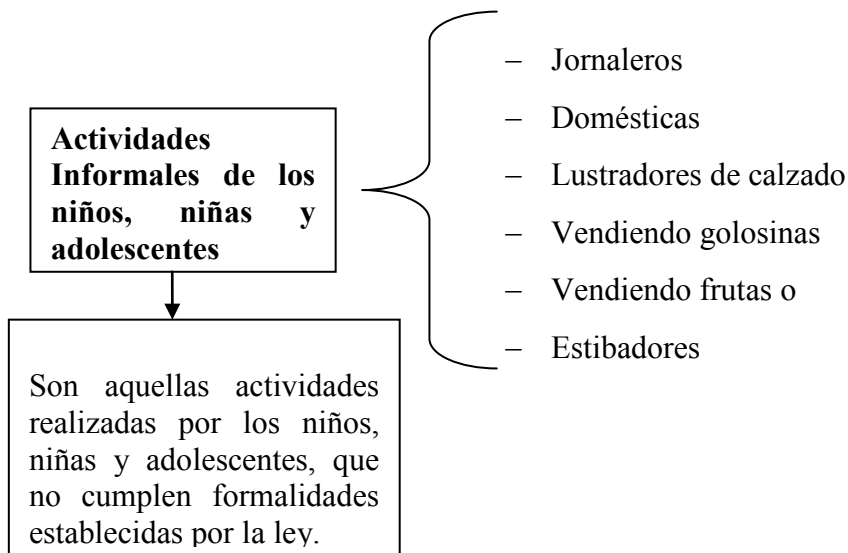 Actividades
Informales de los
niños, niñas y
adolescentes
Son aquellas actividades
realizadas por los niños,
niñas y adolescentes, que
no cumplen formalidades
establecidas por la ley.
– Jornaleros
– Domésticas
– Lustradores de calzado
– Vendiendo golosinas
– Vendiendo frutas o
– Estibadores